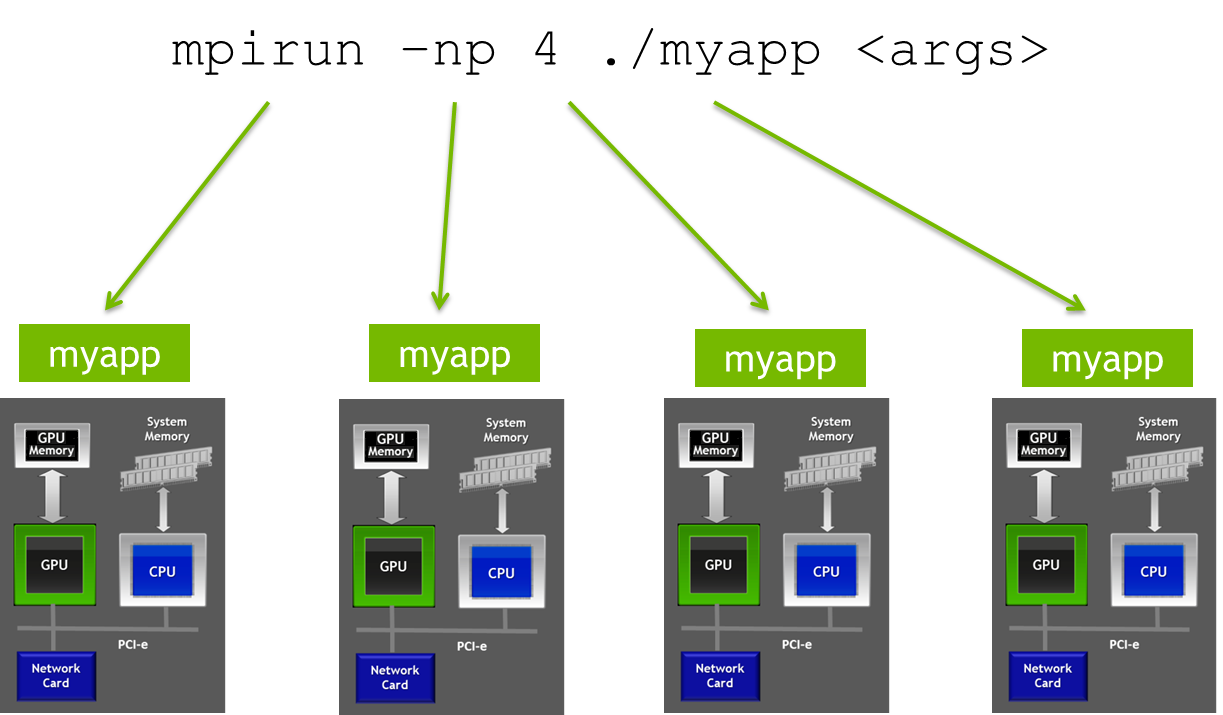 mpirun -np 4 ./myapp <args>
myapp
myapp
myapp
myapp
GPU
Memory
System
Memory
GPU
CPU
PCI-e
Network
Card
GPU
Memory
System
Memory
GPU
CPU
PCI-e
Network
Card
GPU
Memory
System
Memory
GPU
CPU
PCI-e
Network
Card
GPU
Memory
System
Memory
GPU
CPU
PCI-e
Network
Card